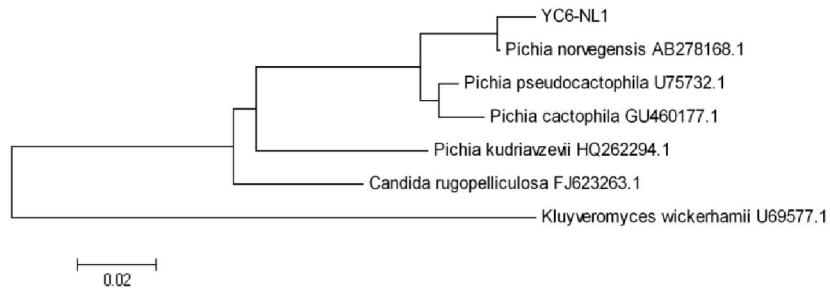 YC6-NL1
Pichia norvegensis AB278168.1
Pichia pseudocactophila U75732.1
Pichia cactophila GU460177.1
Pichia kudriavzevii HQ262294.1
Candida rugopelliculosa FJ623263.1
Kluyveromyces wickerhamii U69577.1
0.02